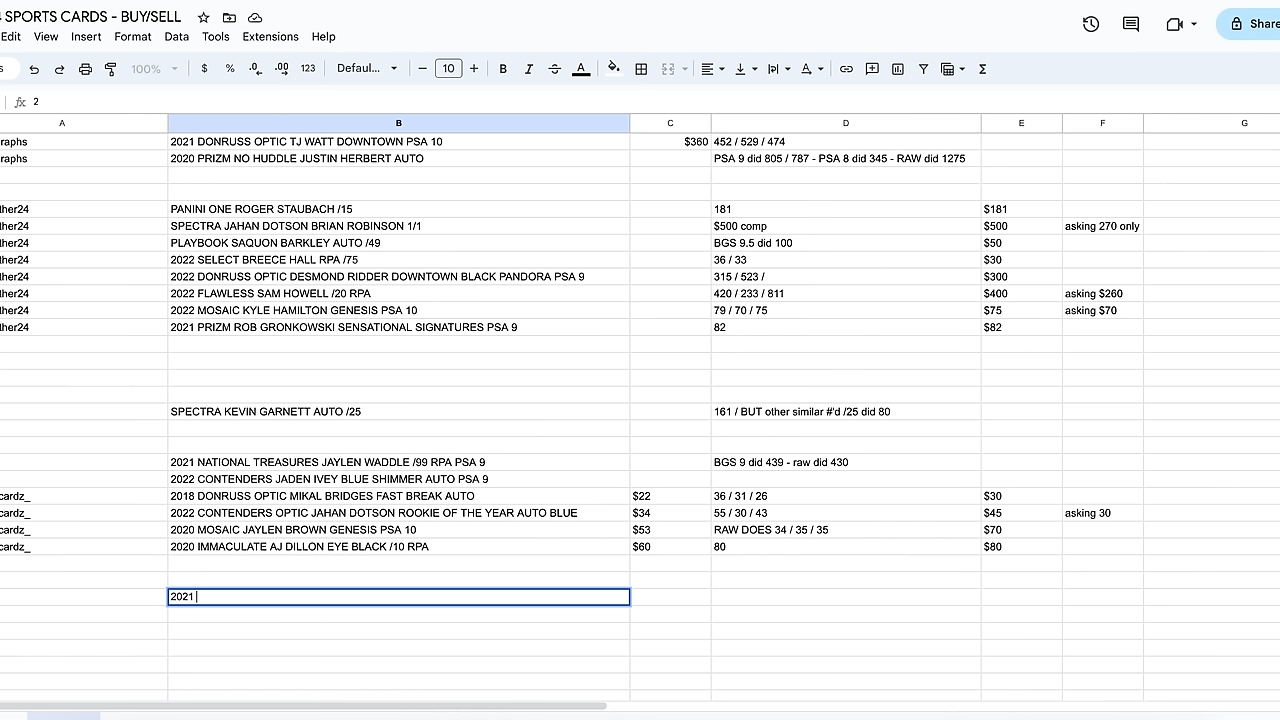 SPORTS CARDS - BUY/SELL
Edit View Insert Format Data Tools Extensions Help
Share
100% $ % .0 .00 123 Defaul... 10 B I A
fx 2
A B C D E F G
raphs 2021 DONRUSS OPTIC TJ WATT DOWNTOWN PSA 10 $360 452 / 529 / 474
raphs 2020 PRIZM NO HUDDLE JUSTIN HERBERT AUTO PSA 9 did 805 / 787 - PSA 8 did 345 - RAW did 1275
ther24 PANINI ONE ROGER STAUBACH /15 181 $181
ther24 SPECTRA JAHAN DOTSON BRIAN ROBINSON 1/1 $500 comp $500 asking 270 only
ther24 PLAYBOOK SAQUON BARKLEY AUTO /49 BGS 9.5 did 100 $50
ther24 2022 SELECT BREECE HALL RPA /75 36 / 33 $30
ther24 2022 DONRUSS OPTIC DESMOND RIDDER DOWNTOWN BLACK PANDORA PSA 9 315 / 523 / $300
ther24 2022 FLAWLESS SAM HOWELL /20 RPA 420 / 233 / 811 $400 asking $260
ther24 2022 MOSAIC KYLE HAMILTON GENESIS PSA 10 79 / 70 / 75 $75 asking $70
ther24 2021 PRIZM ROB GRONKOWSKI SENSATIONAL SIGNATURES PSA 9 82 $82
SPECTRA KEVIN GARNETT AUTO /25 161 / BUT other similar #'d /25 did 80
2021 NATIONAL TREASURES JAYLEN WADDLE /99 RPA PSA 9 BGS 9 did 439 - raw did 430
2022 CONTENDERS JADEN IVEY BLUE SHIMMER AUTO PSA 9
cardz_ 2018 DONRUSS OPTIC MIKAL BRIDGES FAST BREAK AUTO $22 36 / 31 / 26 $30
cardz_ 2022 CONTENDERS OPTIC JAHAN DOTSON ROOKIE OF THE YEAR AUTO BLUE $34 55 / 30 / 43 $45 asking 30
cardz_ 2020 MOSAIC JAYLEN BROWN GENESIS PSA 10 $53 RAW DOES 34 / 35 / 35 $70
cardz_ 2020 IMMACULATE AJ DILLON EYE BLACK /10 RPA $60 80 $80
2021